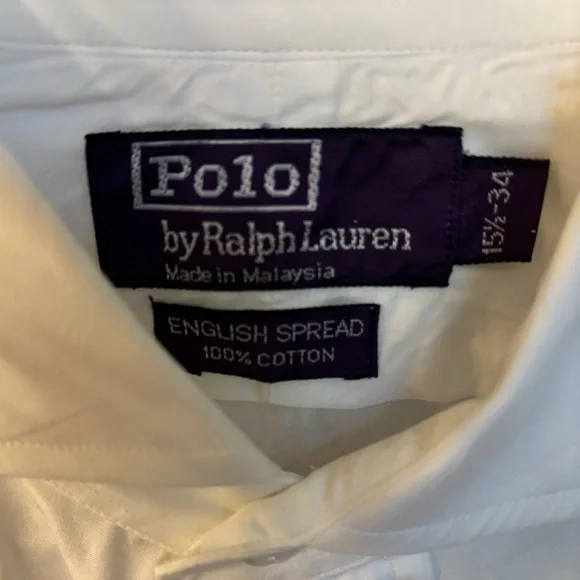 Polo
by Ralph Lauren
Made in Malaysia
15½-34
ENGLISH SPREAD
100% COTTON